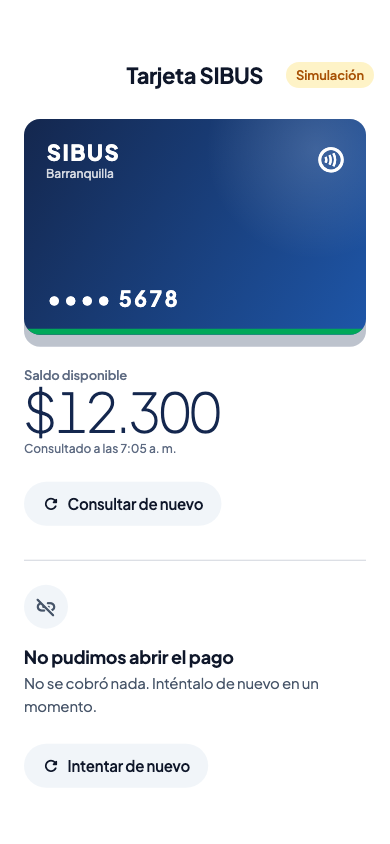 Tarjeta SIBUS
Simulación
SIBUS
Barranquilla
•••• 5678
Saldo disponible
$12.300
Consultado a las 7:05 a. m.
Consultar de nuevo
No pudimos abrir el pago
No se cobró nada. Inténtalo de nuevo en un
momento.
Intentar de nuevo